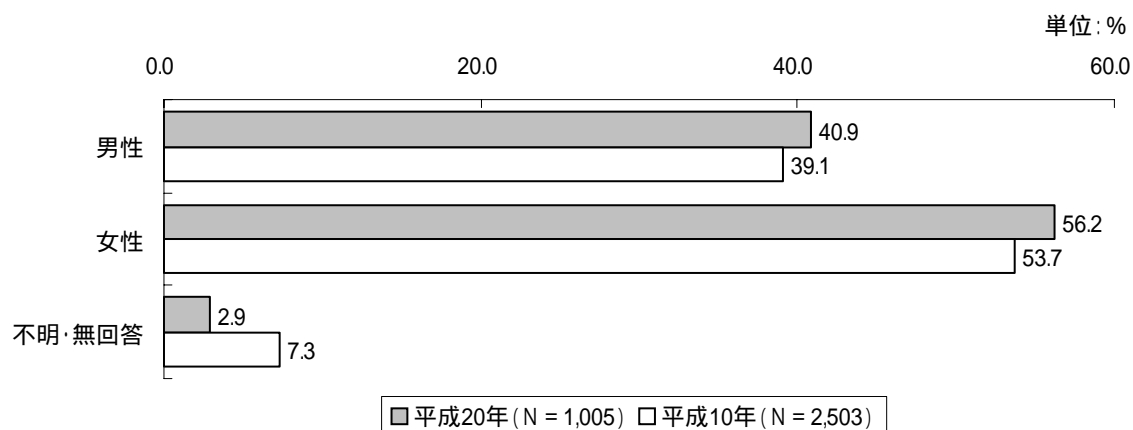 単位:%
0.0 20.0 40.0 60.0
男性
40.9
39.1
女性
56.2
53.7
不明・無回答
2.9
7.3
平成20年(N = 1,005) 平成10年(N = 2,503)